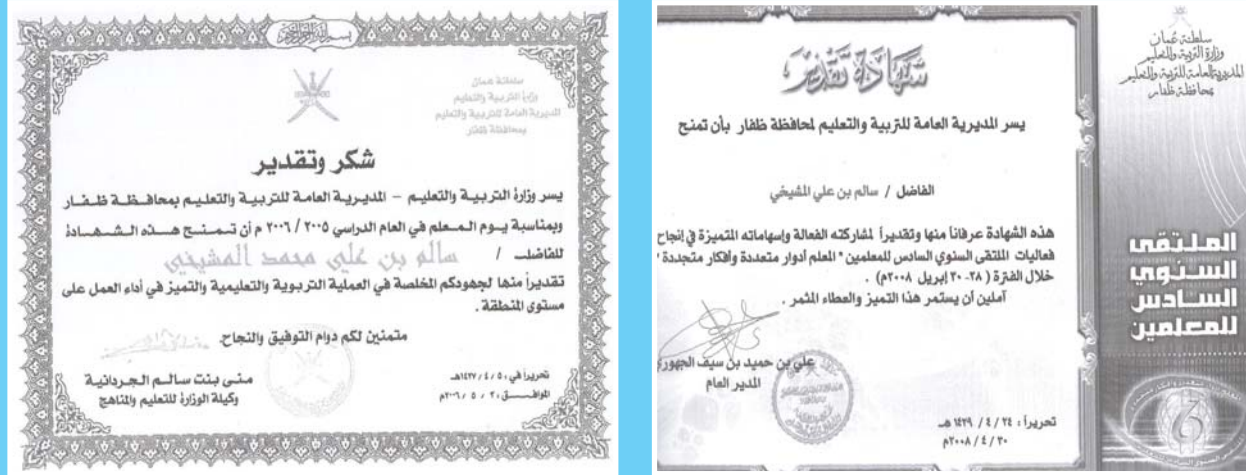 بسم الله الرحمن الرحيم
سلطنة عمان
وزارة التربية والتعليم
المديرية العامة للتربية والتعليم
بمحافظة ظفار
شكر وتقدير
يسر وزارة التربية والتعليم – المديرية العامة للتربية والتعليم بمحافظة ظفار
وبمناسبة يوم المعلم في العام الدراسي ٢٠٠٥ / ٢٠٠٦ م أن تمنح هذه الشهادة
للفاضل / سالم بن علي محمد المشيخي
تقديراً منها لجهودكم المخلصة في العملية التربوية والتعليمية والتميز في أداء العمل على
مستوى المنطقة .
متمنين لكم دوام التوفيق والنجاح.
تحريراً في : ٥ / ٤ / ١٤٢٧هـ
الموافق : ٢ / ٥ / ٢٠٠٦م
منى بنت سالم الجردانية
وكيلة الوزارة للتعليم والمناهج
شهادة تقدير
يسر المديرية العامة للتربية والتعليم لمحافظة ظفار بأن تمنح
الفاضل / سالم بن علي المشيخي
هذه الشهادة عرفاناً منها وتقديراً لمشاركته الفعالة وإسهاماته المتميزة في إنجاح
فعاليات الملتقى السنوي السادس للمعلمين " المعلم أدوار متعددة وأفكار متجددة "
خلال الفترة ( ٢٨- ٣٠ إبريل ٢٠٠٨م) .
آملين أن يستمر هذا التميز والعطاء المثمر .
علي بن حميد بن سيف الجهوري
المدير العام
تحريراً : ٢٤ / ٤ / ١٤٢٩ هـ
٣٠ / ٤ / ٢٠٠٨م
سلطنة عمان
وزارة التربية والتعليم
المديرية العامة للتربية والتعليم
محافظة ظفار
الملتقى
السنوي
السادس
للمعلمين